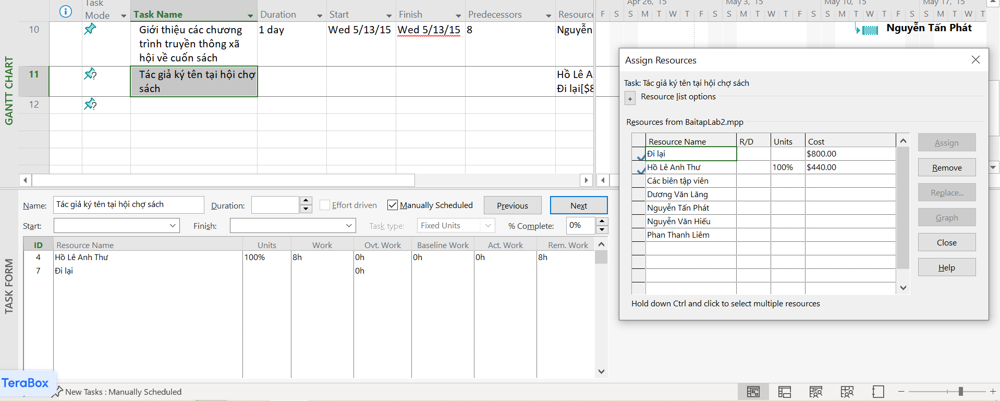 Task
Mode
Task Name
Duration
Start
Finish
Predecessors
Resource
Apr 26, '15
May 3, '15
May 10, '15
May 17, '15
F S S M T W T F S S M T W T F S S M T W T F S S M T W T
10
Giới thiệu các chương
trình truyền thông xã
hội về cuốn sách
1 day
Wed 5/13/15
Wed 5/13/15
8
Nguyễn
Nguyễn Tấn Phát
11
Tác giả ký tên tại hội chợ
sách
Hồ Lê A
Đi lại[$8
12
GANTT CHART
Assign Resources
Task: Tác giả ký tên tại hội chợ sách
+ Resource list options
Resources from BaitapLab2.mpp
Resource Name R/D Units Cost
Đi lại $800.00
Hồ Lê Anh Thư 100% $440.00
Các biên tập viên
Dương Văn Lăng
Nguyễn Tấn Phát
Nguyễn Văn Hiếu
Phan Thanh Liêm
Assign
Remove
Replace...
Graph
Close
Help
Hold down Ctrl and click to select multiple resources
Name: Tác giả ký tên tại hội chợ sách
Duration:
Effort driven
Manually Scheduled
Previous
Next
Start:
Finish:
Task type: Fixed Units
% Complete: 0%
ID Resource Name Units Work Ovt. Work Baseline Work Act. Work Rem. Work
4 Hồ Lê Anh Thư 100% 8h 0h 0h 0h 8h
7 Đi lại 0h
TASK FORM
TeraBox
New Tasks : Manually Scheduled